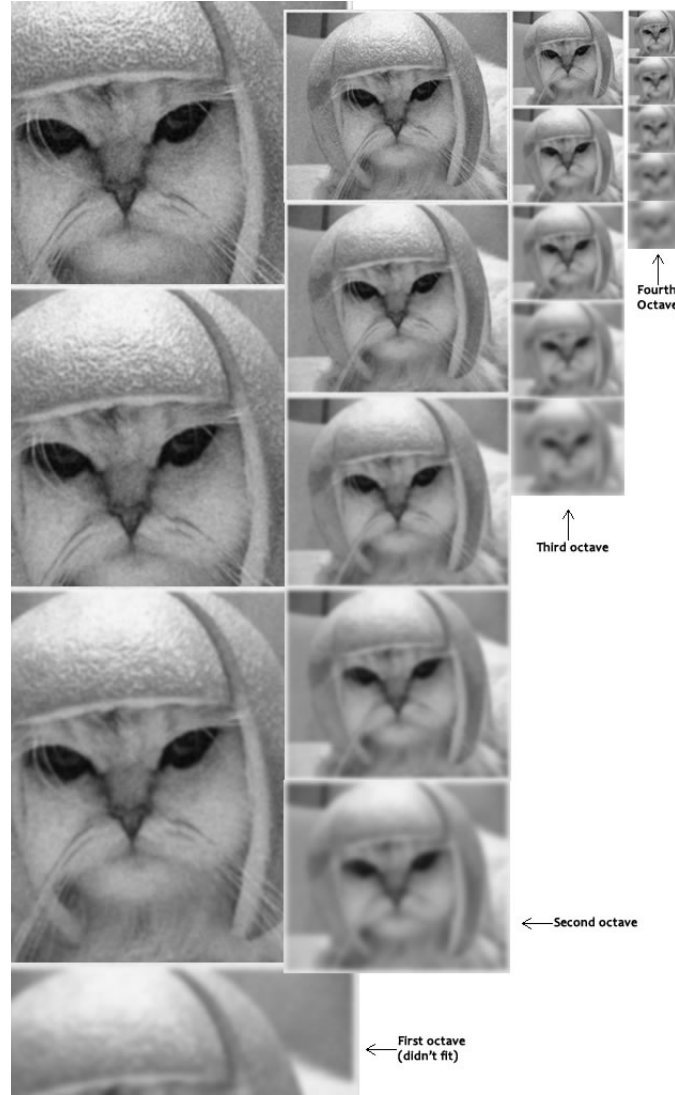 Fourth
Octave
Third octave
Second octave
First octave
(didn't fit)